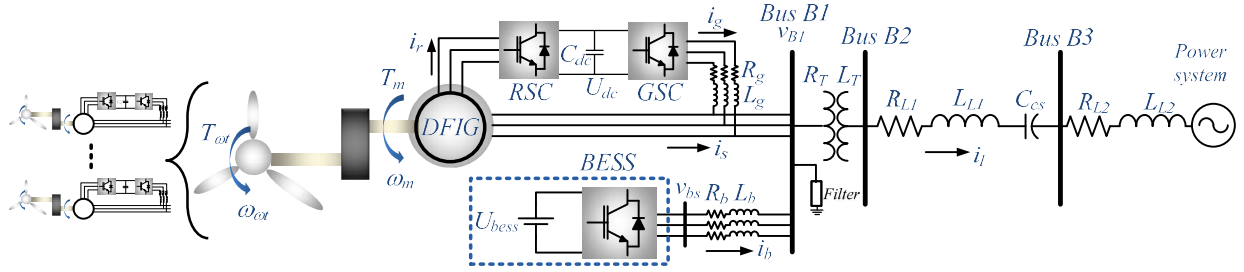 T_ωt
ω_ωt
T_m
ω_m
DFIG
i_r
RSC
C_dc
U_dc
GSC
i_g
R_g
L_g
i_s
BESS
U_bess
v_bs
R_b L_b
i_b
Bus B1
v_B1
R_T L_T
Filter
Bus B2
R_L1
L_L1
C_cs
i_l
Bus B3
R_L2
L_L2
Power
system